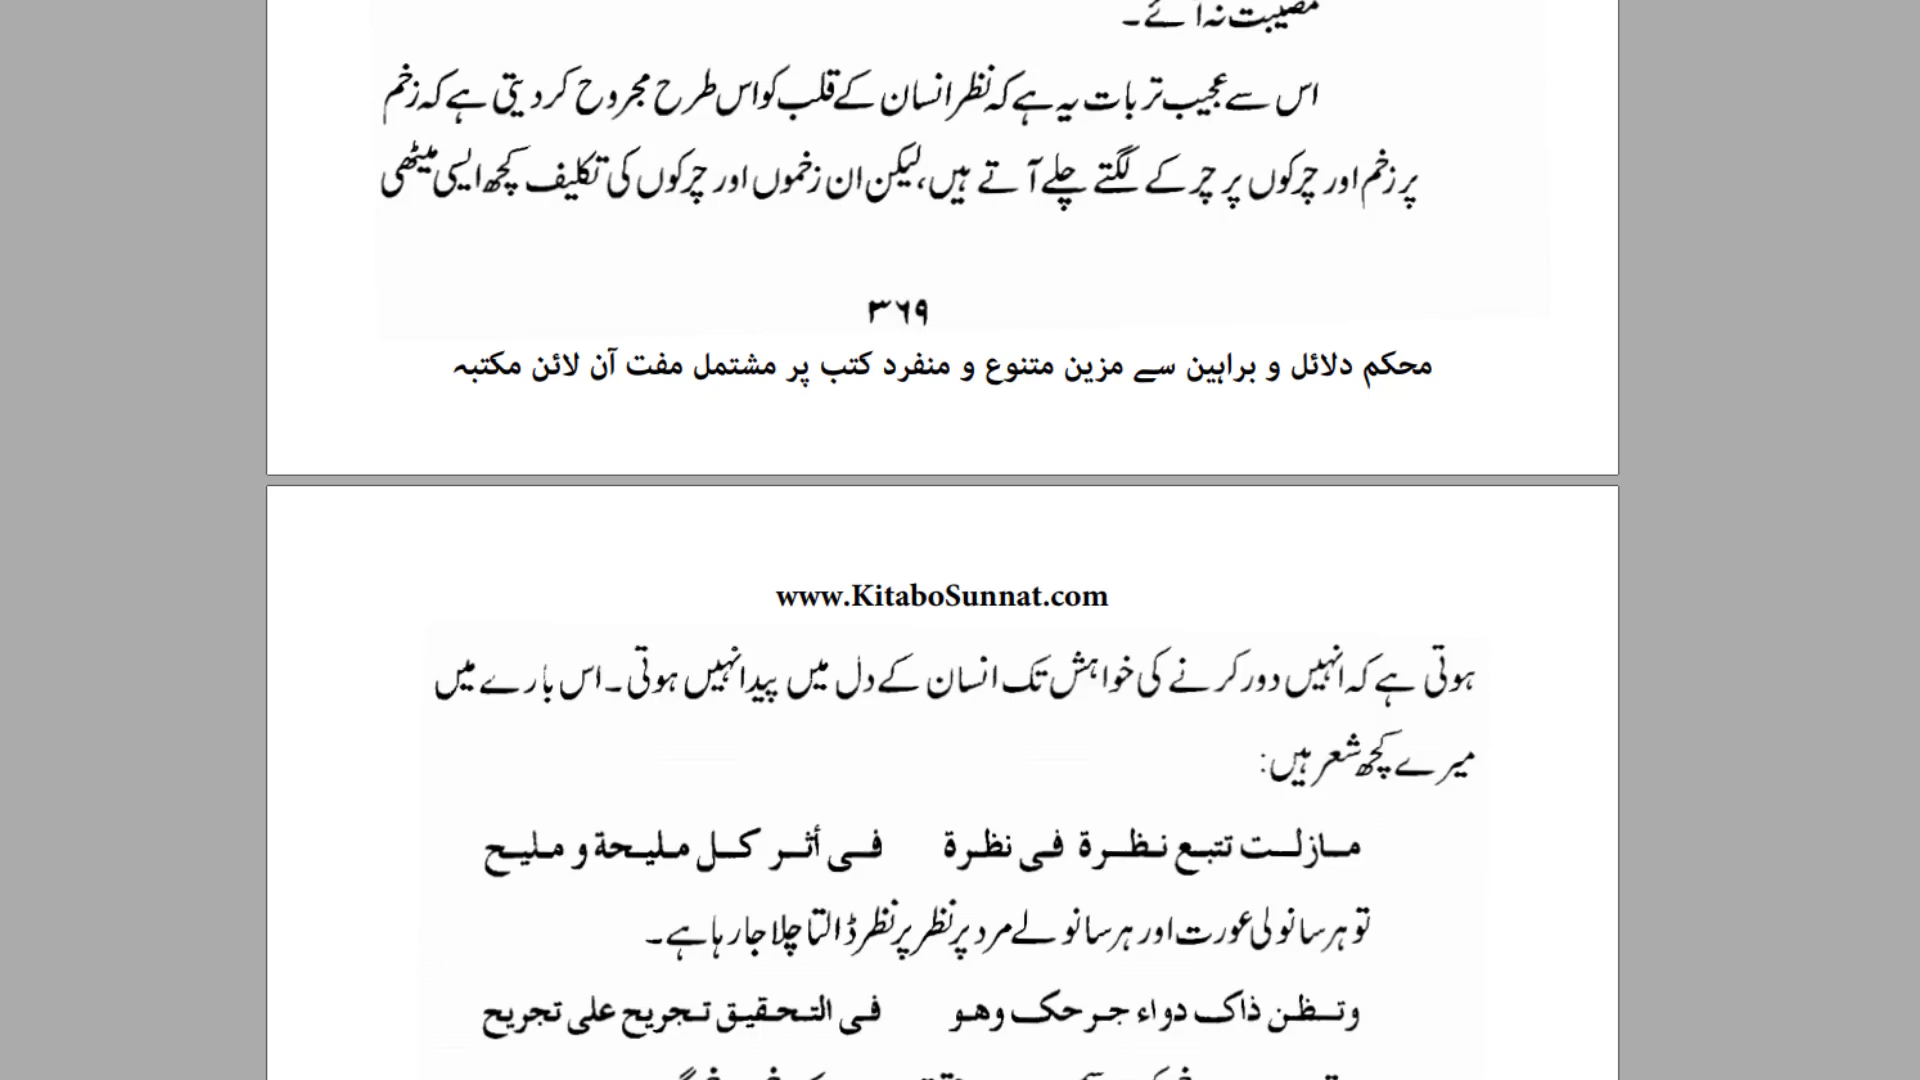 مصیبت نہ آئے۔
اس سے عجیب تر بات یہ ہے کہ نظر انسان کے قلب کو اس طرح مجروح کر دیتی ہے کہ زخم
پر زخم اور چرکوں پر چرکے لگتے چلے آتے ہیں، لیکن ان زخموں اور چرکوں کی تکلیف کچھ ایسی میٹھی
۳۶۹
محکم دلائل و براہین سے مزین متنوع و منفرد کتب پر مشتمل مفت آن لائن مکتبہ
www.KitaboSunnat.com
ہوتی ہے کہ انہیں دور کرنے کی خواہش تک انسان کے دل میں پیدا نہیں ہوتی۔ اس بارے میں
میرے کچھ شعر ہیں:
مازلت تتبع نظرة فی نظرة فی أثر کل ملیحة و ملیح
تو ہر سانولی عورت اور ہر سانولے مرد پر نظر پر نظر ڈالتا چلا جا رہا ہے۔
وتظن ذاک دواء جرحک وهو فی التحقیق تجریح علی تجریح